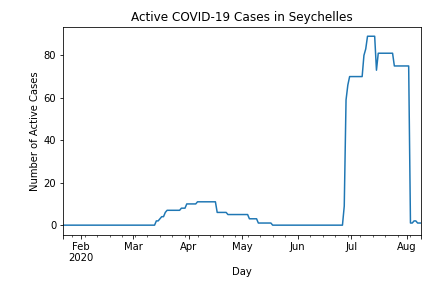 Active COVID-19 Cases in Seychelles
Number of Active Cases
80
60
40
20
0
Feb Mar Apr May Jun Jul Aug
2020
Day